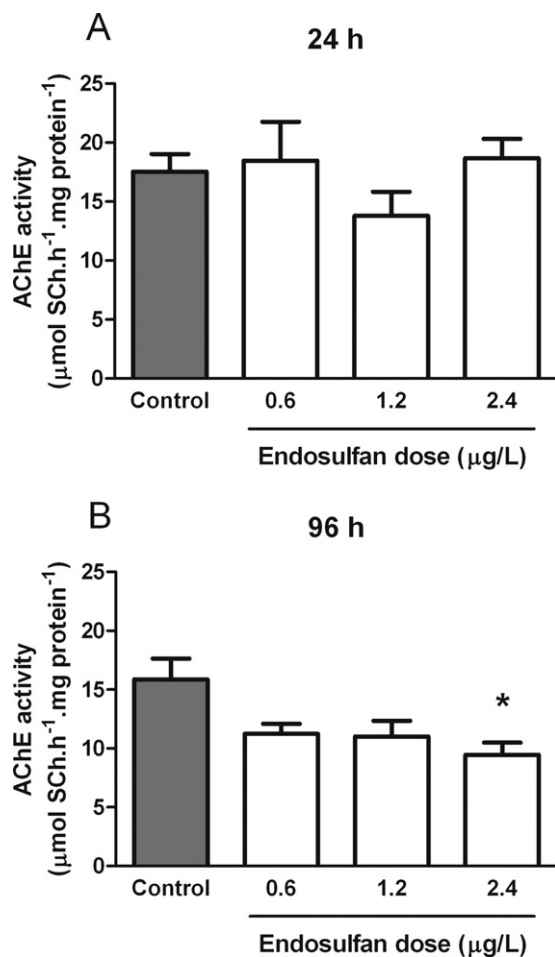 A
24 h
AChE activity
(μmol SCh.h⁻¹.mg protein⁻¹)
25
20
15
10
5
0
Control 0.6 1.2 2.4
Endosulfan dose (μg/L)
B
96 h
AChE activity
(μmol SCh.h⁻¹.mg protein⁻¹)
25
20
15
10
5
0
*
Control 0.6 1.2 2.4
Endosulfan dose (μg/L)